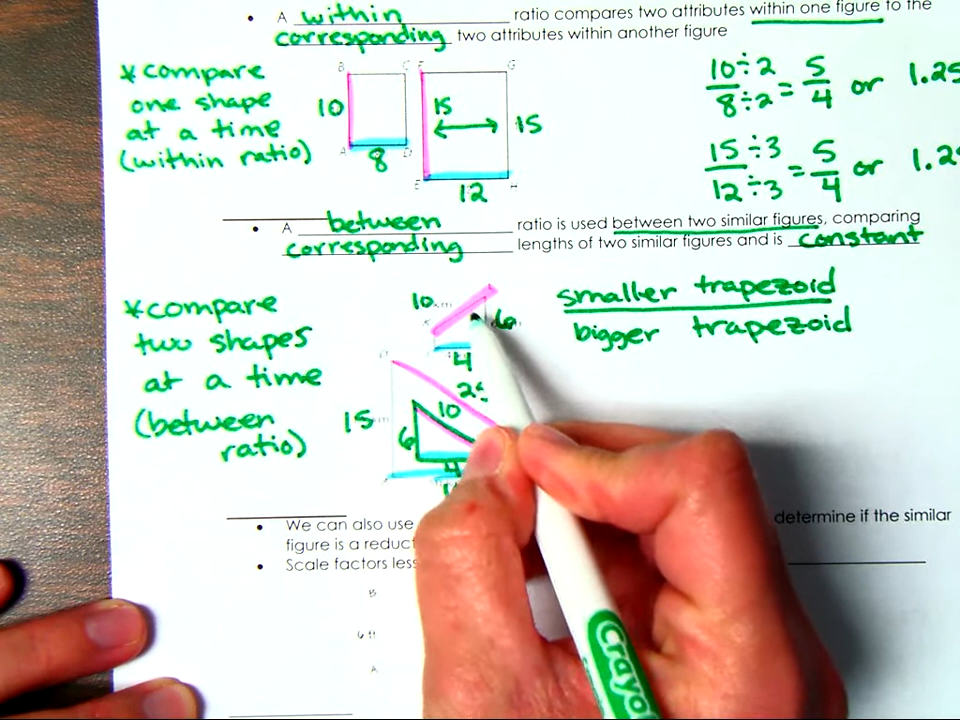 • A within ratio compares two attributes within one figure to the
corresponding two attributes within another figure
*compare
one shape
at a time
(within ratio)
B C F G
10 15 15
A 8 D E 12 H
10÷2 / 8÷2 = 5/4 or 1.25
15÷3 / 12÷3 = 5/4 or 1.2
• A between ratio is used between two similar figures, comparing
corresponding lengths of two similar figures and is constant
*compare
two shapes
at a time
(between
ratio)
10 6
4
15 10
6
4
smaller trapezoid
bigger trapezoid
• We can also use determine if the similar
figure is a reduct
• Scale factors less
B
6 ft
A
Crayo